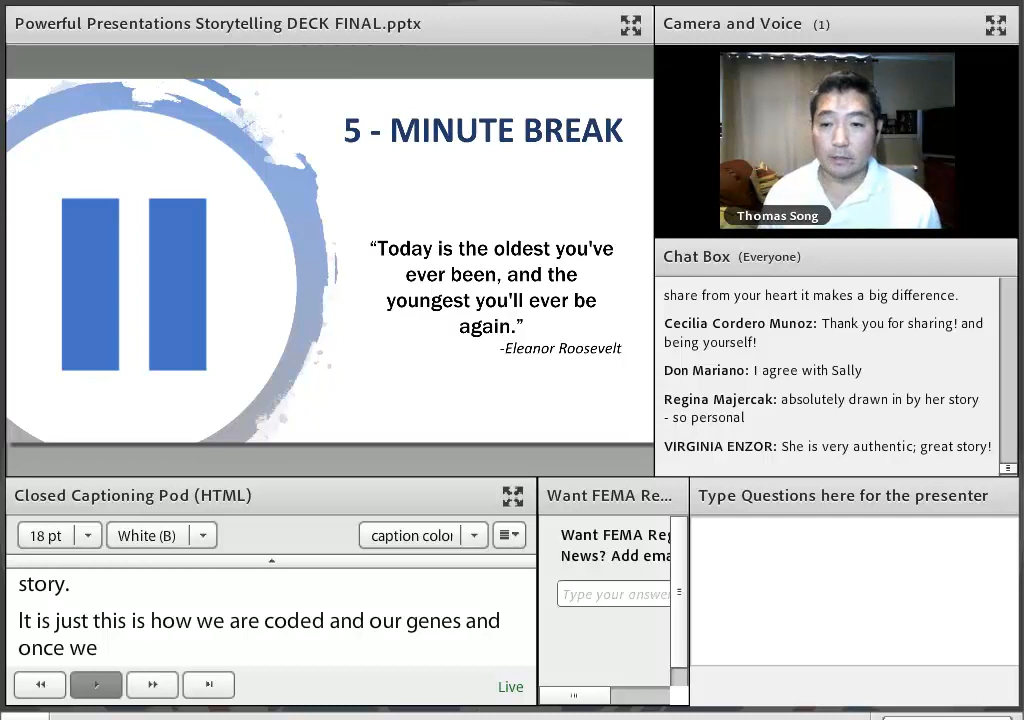 Powerful Presentations Storytelling DECK FINAL.pptx
5 - MINUTE BREAK
“Today is the oldest you've
ever been, and the
youngest you'll ever be
again.”
-Eleanor Roosevelt
Camera and Voice (1)
Thomas Song
Chat Box (Everyone)
share from your heart it makes a big difference.
Cecilia Cordero Munoz: Thank you for sharing! and
being yourself!
Don Mariano: I agree with Sally
Regina Majercak: absolutely drawn in by her story
- so personal
VIRGINIA ENZOR: She is very authentic; great story!
Closed Captioning Pod (HTML)
18 pt
White (B)
caption color
story.
It is just this is how we are coded and our genes and
once we
Live
Want FEMA Re...
Want FEMA Reg
News? Add ema
Type your answer
Type Questions here for the presenter